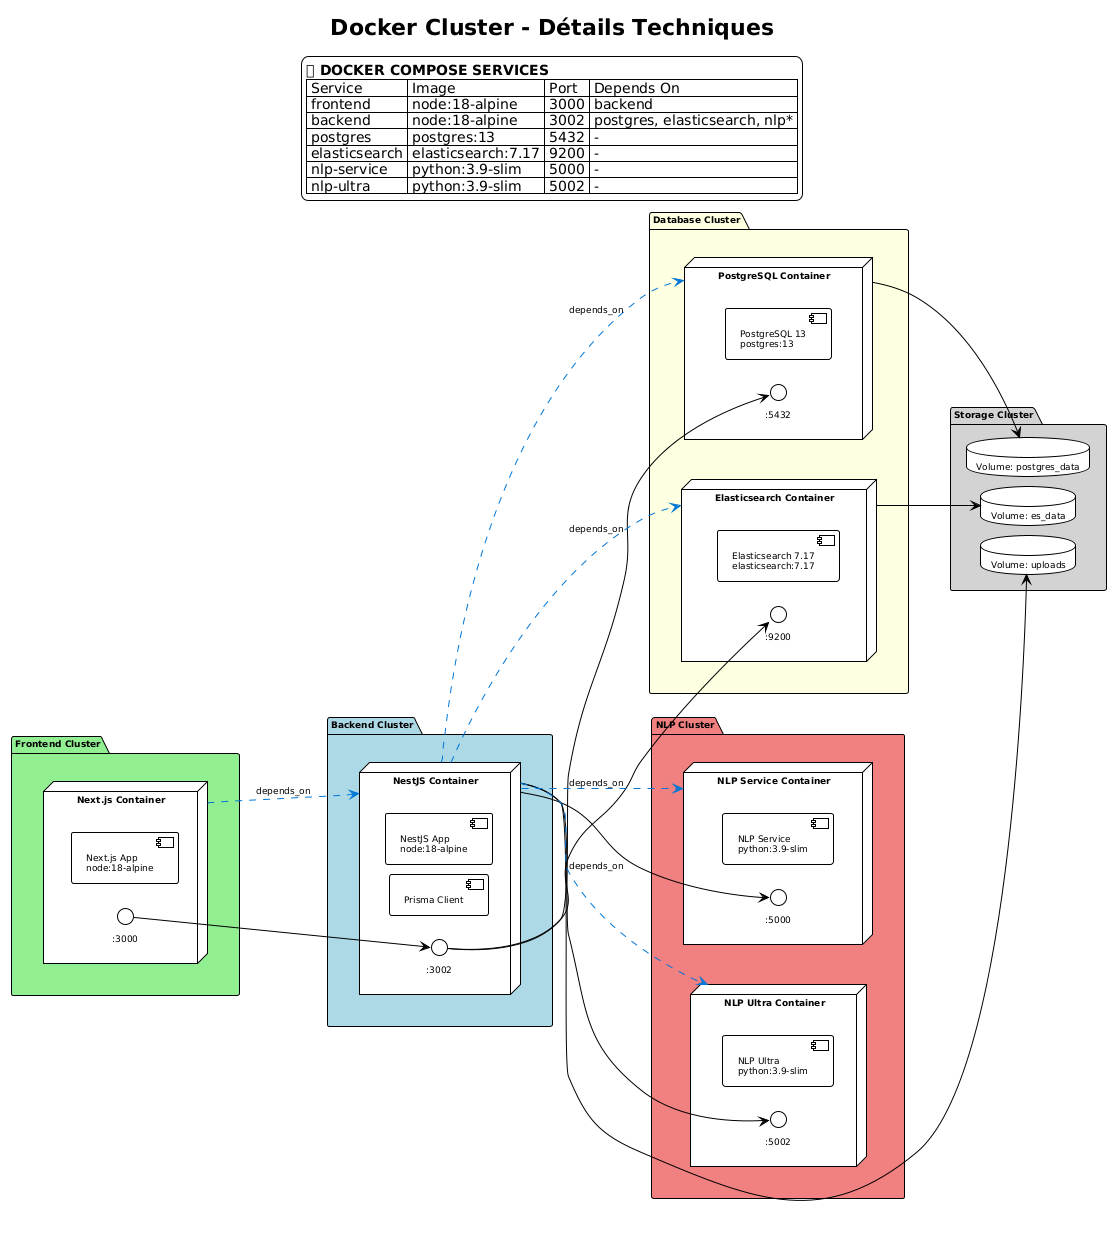 Docker Cluster - Détails Techniques
DOCKER COMPOSE SERVICES
Service Image Port Depends On
frontend node:18-alpine 3000 backend
backend node:18-alpine 3002 postgres, elasticsearch, nlp*
postgres postgres:13 5432 -
elasticsearch elasticsearch:7.17 9200 -
nlp-service python:3.9-slim 5000 -
nlp-ultra python:3.9-slim 5002 -
Database Cluster
PostgreSQL Container
PostgreSQL 13
postgres:13
:5432
depends_on
Storage Cluster
Volume: postgres_data
Volume: es_data
Volume: uploads
Elasticsearch Container
Elasticsearch 7.17
elasticsearch:7.17
:9200
depends_on
Frontend Cluster
Next.js Container
Next.js App
node:18-alpine
:3000
depends_on
Backend Cluster
NestJS Container
NestJS App
node:18-alpine
Prisma Client
:3002
depends_on
depends_on
NLP Cluster
NLP Service Container
NLP Service
python:3.9-slim
:5000
NLP Ultra Container
NLP Ultra
python:3.9-slim
:5002